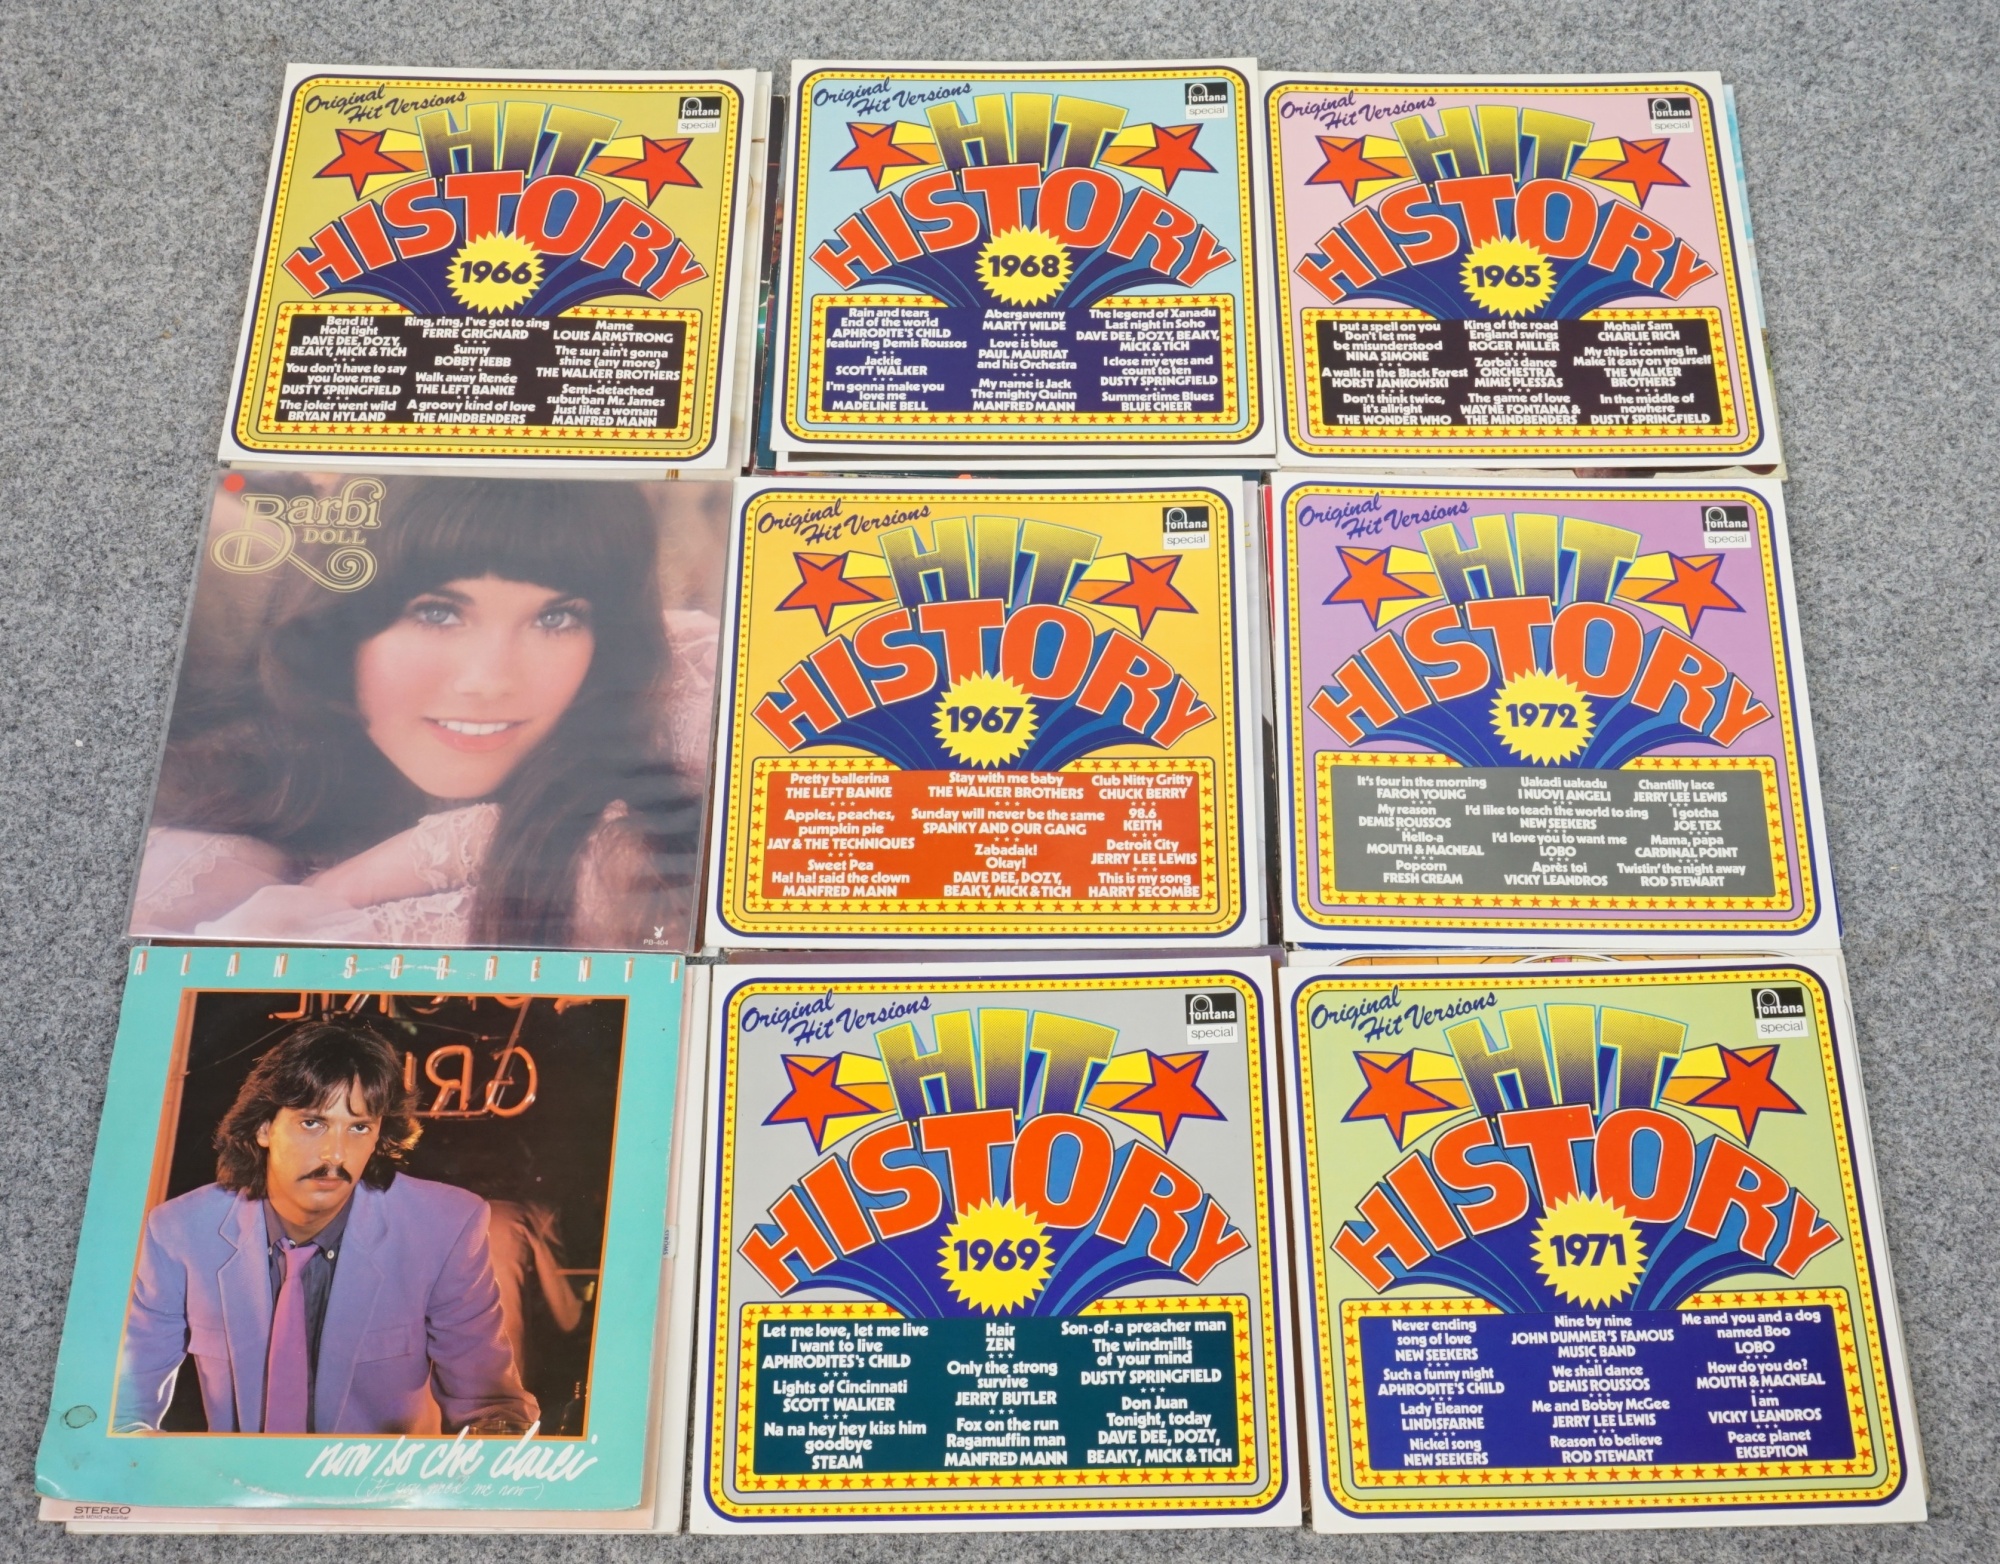 Original
Hit Versions
fontana
special
HIT
HISTORY
1966
Bend it!
Hold tight
DAVE DEE, DOZY,
BEAKY, MICK & TICH
***
You don't have to say
you love me
DUSTY SPRINGFIELD
***
The joker went wild
BRYAN HYLAND
Ring, ring, I've got to sing
FERRE GRIGNARD
***
Sunny
BOBBY HEBB
***
Walk away Renée
THE LEFT BANKE
***
A groovy kind of love
THE MINDBENDERS
Mame
LOUIS ARMSTRONG
***
The sun ain't gonna
shine (any more)
THE WALKER BROTHERS
***
Semi-detached
suburban Mr. James
Just like a woman
MANFRED MANN
Original
Hit Versions
fontana
special
HIT
HISTORY
1968
Rain and tears
End of the world
APHRODITE'S CHILD
featuring Demis Roussos
***
Jackie
SCOTT WALKER
***
I'm gonna make you
love me
MADELINE BELL
Abergavenny
MARTY WILDE
***
Love is blue
PAUL MAURIAT
and his Orchestra
***
My name is Jack
The mighty Quinn
MANFRED MANN
The legend of Xanadu
Last night in Soho
DAVE DEE, DOZY, BEAKY,
MICK & TICH
***
I close my eyes and
count to ten
DUSTY SPRINGFIELD
***
Summertime Blues
BLUE CHEER
Original
Hit Versions
fontana
special
HIT
HISTORY
1965
I put a spell on you
Don't let me
be misunderstood
NINA SIMONE
***
A walk in the Black Forest
HORST JANKOWSKI
***
Don't think twice,
it's allright
THE WONDER WHO
King of the road
England swings
ROGER MILLER
***
Zorba's dance
ORCHESTRA
MIMIS PLESSAS
***
The game of love
WAYNE FONTANA &
THE MINDBENDERS
Mohair Sam
CHARLIE RICH
***
My ship is coming in
Make it easy on yourself
THE WALKER
BROTHERS
***
In the middle of
nowhere
DUSTY SPRINGFIELD
Barbi
DOLL
PB-404
Original
Hit Versions
fontana
special
HIT
HISTORY
1967
Pretty ballerina
THE LEFT BANKE
***
Apples, peaches,
pumpkin pie
JAY & THE TECHNIQUES
***
Sweet Pea
Ha! ha! said the clown
MANFRED MANN
Stay with me baby
THE WALKER BROTHERS
***
Sunday will never be the same
SPANKY AND OUR GANG
***
Zabadak!
Okay!
DAVE DEE, DOZY,
BEAKY, MICK & TICH
Club Nitty Gritty
CHUCK BERRY
***
98.6
KEITH
***
Detroit City
JERRY LEE LEWIS
***
This is my song
HARRY SECOMBE
Original
Hit Versions
fontana
special
HIT
HISTORY
1972
It's four in the morning
FARON YOUNG
***
My reason
DEMIS ROUSSOS
***
Hello-a
MOUTH & MACNEAL
***
Popcorn
FRESH CREAM
Uakadi uakadu
I NUOVI ANGELI
***
I'd like to teach the world to sing
NEW SEEKERS
***
I'd love you to want me
LOBO
***
Après toi
VICKY LEANDROS
Chantilly lace
JERRY LEE LEWIS
***
I gotcha
JOE TEX
***
Mama, papa
CARDINAL POINT
***
Twistin' the night away
ROD STEWART
ALAN SORRENTI
non so che darei
(if you need me now)
STEREO
Original
Hit Versions
fontana
special
HIT
HISTORY
1969
Let me love, let me live
I want to live
APHRODITES's CHILD
***
Lights of Cincinnati
SCOTT WALKER
***
Na na hey hey kiss him
goodbye
STEAM
Hair
ZEN
***
Only the strong
survive
JERRY BUTLER
***
Fox on the run
Ragamuffin man
MANFRED MANN
Son-of-a preacher man
The windmills
of your mind
DUSTY SPRINGFIELD
***
Don Juan
Tonight, today
DAVE DEE, DOZY,
BEAKY, MICK & TICH
Original
Hit Versions
fontana
special
HIT
HISTORY
1971
Never ending
song of love
NEW SEEKERS
***
Such a funny night
APHRODITE'S CHILD
***
Lady Eleanor
LINDISFARNE
***
Nickel song
NEW SEEKERS
Nine by nine
JOHN DUMMER'S FAMOUS
MUSIC BAND
***
We shall dance
DEMIS ROUSSOS
***
Me and Bobby McGee
JERRY LEE LEWIS
***
Reason to believe
ROD STEWART
Me and you and a dog
named Boo
LOBO
***
How do you do?
MOUTH & MACNEAL
***
I am
VICKY LEANDROS
***
Peace planet
EKSEPTION